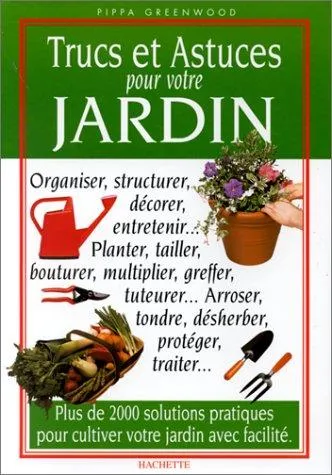 PIPPA GREENWOOD
Trucs et Astuces
pour votre
JARDIN
Organiser, structurer,
décorer,
entretenir...
Planter, tailler,
bouturer, multiplier, greffer,
tuteurer... Arroser,
tondre, désherber,
protéger,
traiter...
Plus de 2000 solutions pratiques
pour cultiver votre jardin avec facilité.
HACHETTE